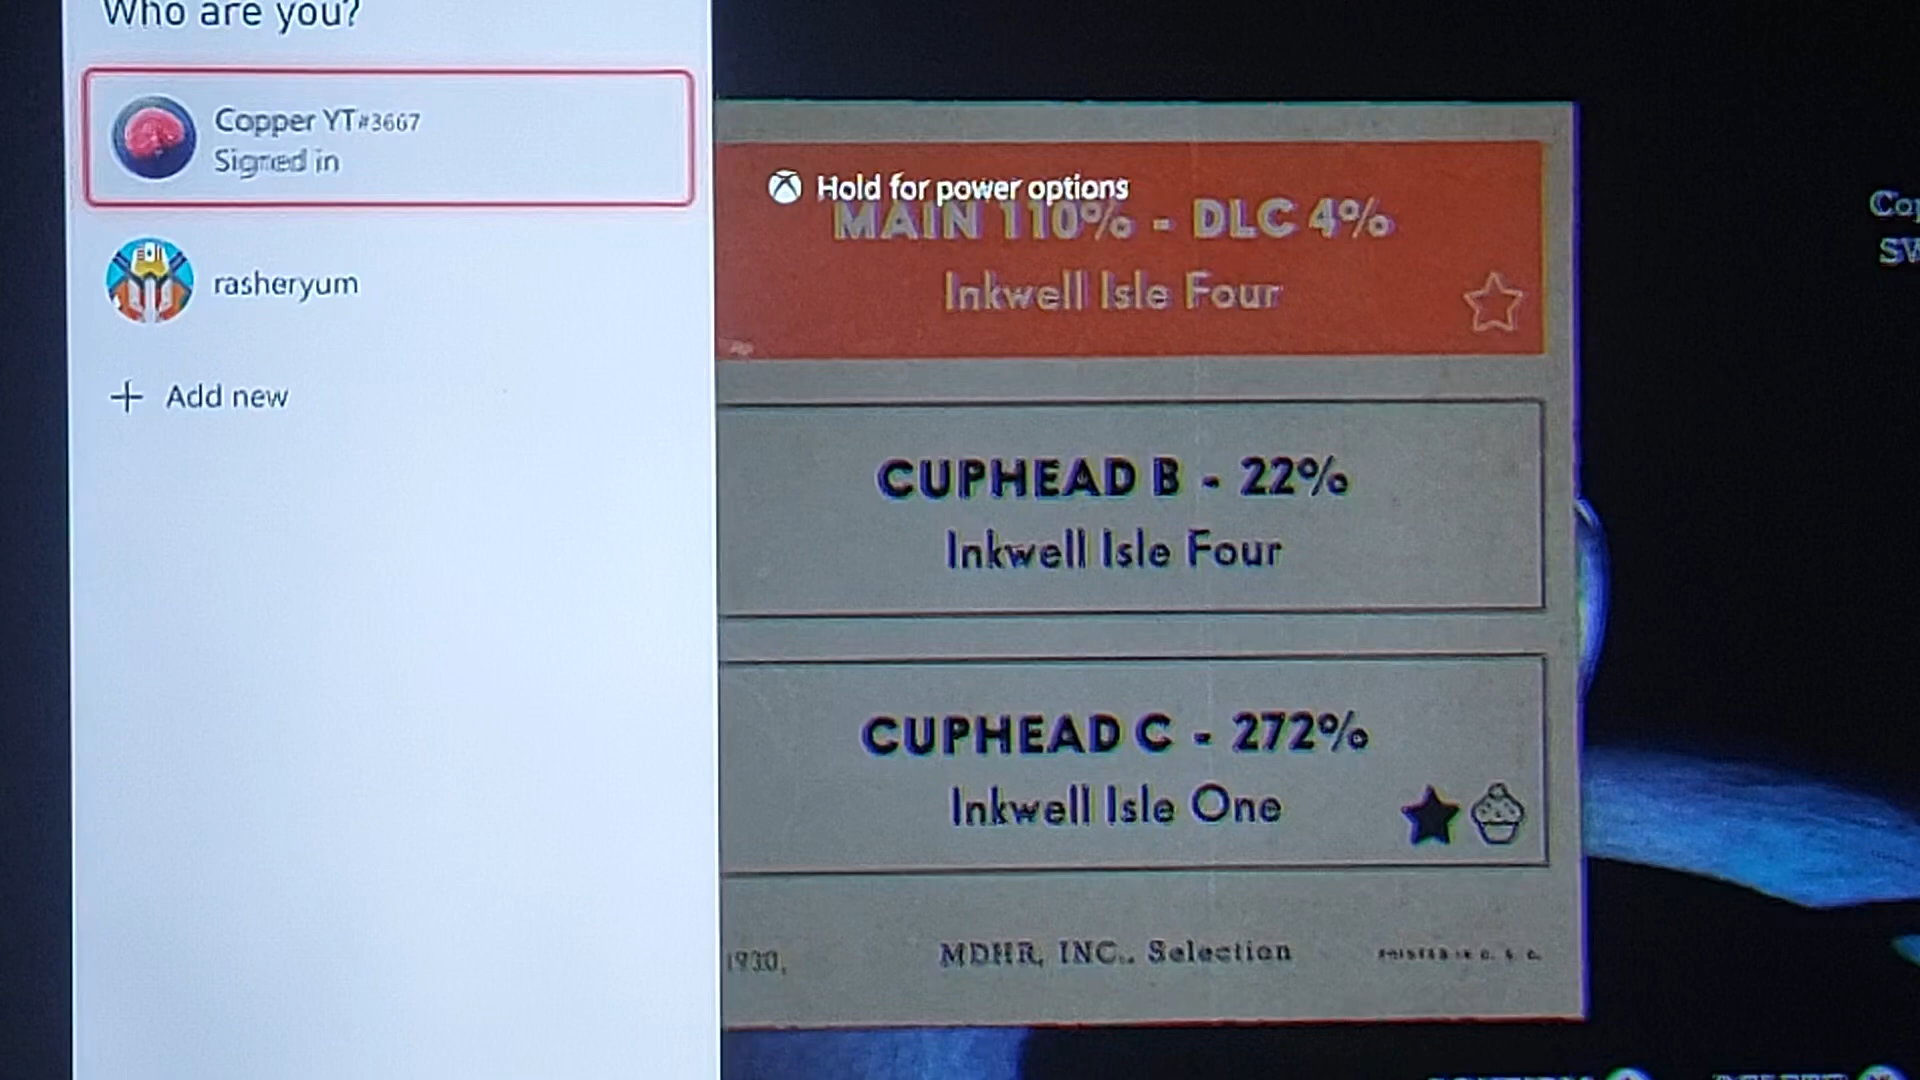 Who are you?
Copper YT#3667
Signed in
rasheryum
Add new
Hold for power options
MAIN 110% - DLC 4%
Inkwell Isle Four
CUPHEAD B - 22%
Inkwell Isle Four
CUPHEAD C - 272%
Inkwell Isle One
1930,
MDHR, INC., Selection